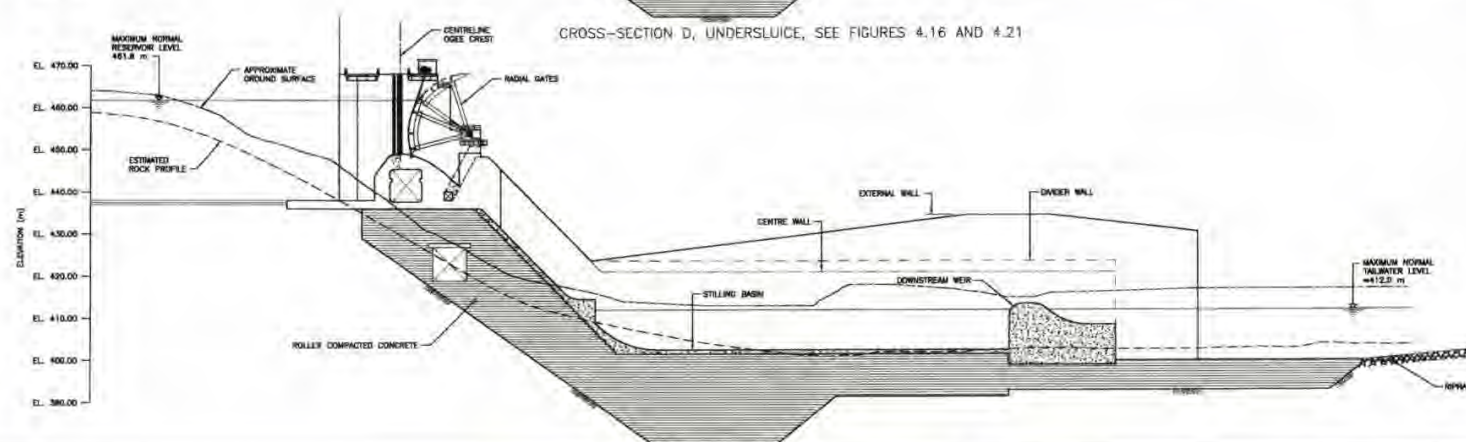 CROSS-SECTION D, UNDERSLUICE, SEE FIGURES 4.16 AND 4.21
MAXIMUM NORMAL
RESERVOIR LEVEL
461.8 m
CENTRELINE
OGEE CREST
APPROXIMATE
GROUND SURFACE
RADIAL GATES
ESTIMATED
ROCK PROFILE
EL. 470.00
EL. 460.00
EL. 450.00
EL. 440.00
EL. 430.00
EL. 420.00
EL. 410.00
EL. 400.00
EL. 390.00
ELEVATION (m)
EXTERNAL WALL
DIVIDER WALL
CENTRE WALL
MAXIMUM NORMAL
TAILWATER LEVEL
≈412.0 m
DOWNSTREAM WEIR
STILLING BASIN
ROLLER COMPACTED CONCRETE
RIPRA